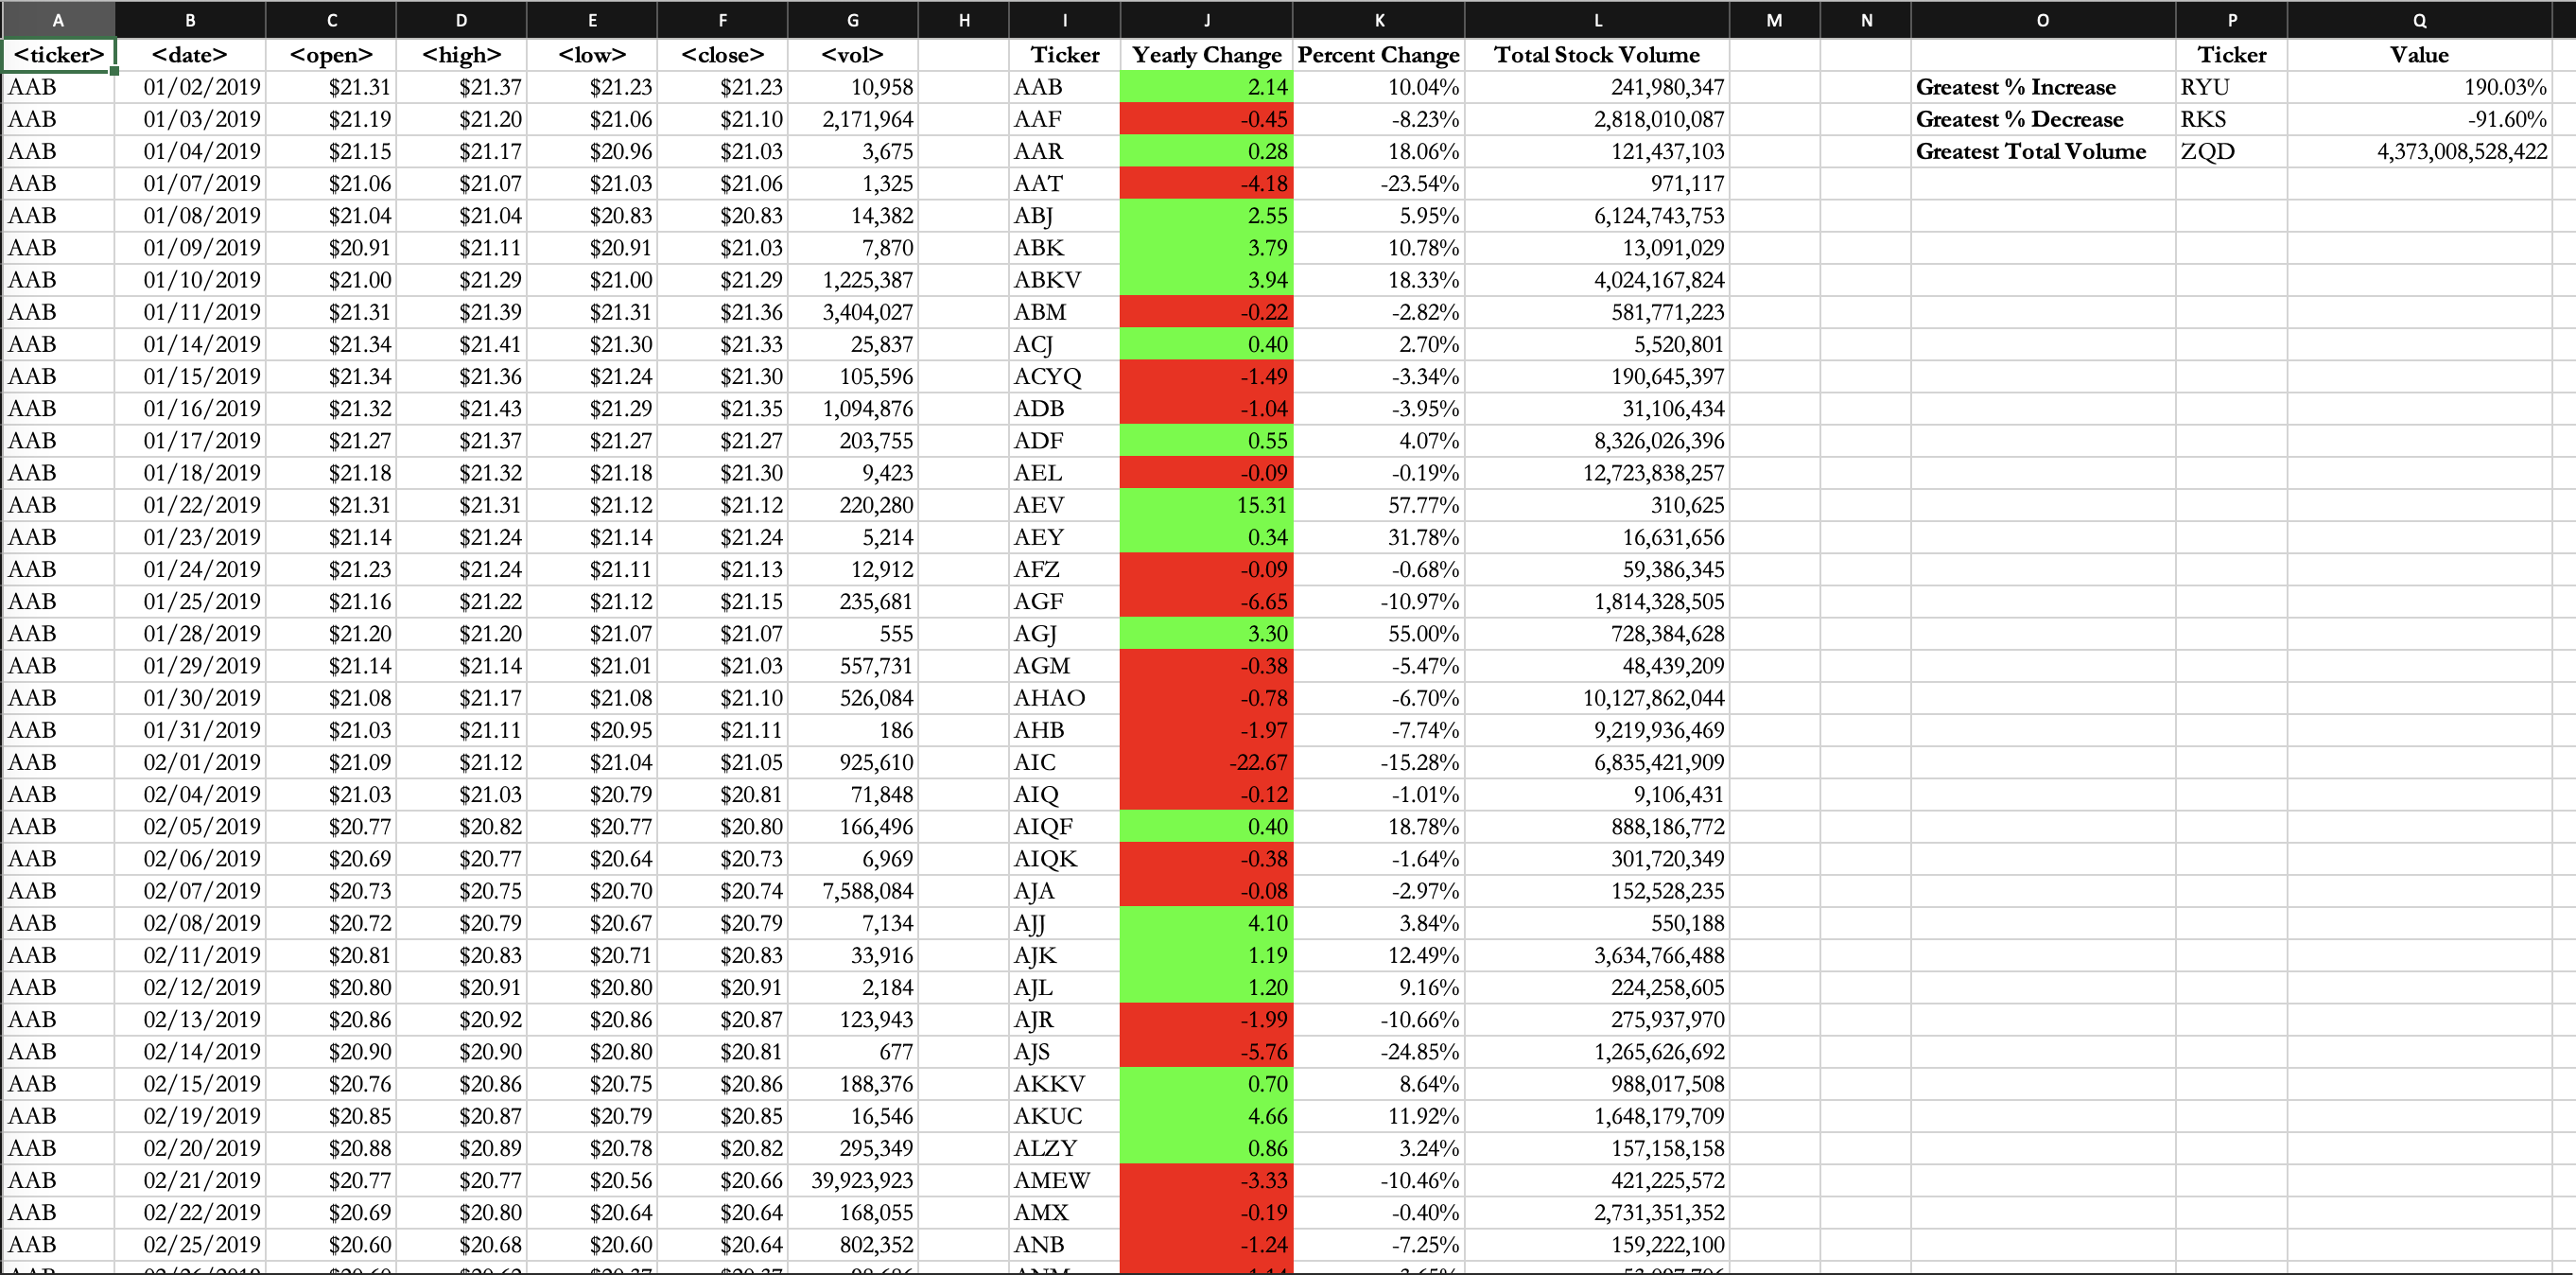 A B C D E F G H I J K L M N O P Q
<ticker> <date> <open> <high> <low> <close> <vol> Ticker Yearly Change Percent Change Total Stock Volume Ticker Value
AAB 01/02/2019 $21.31 $21.37 $21.23 $21.23 10,958 AAB 2.14 10.04% 241,980,347 Greatest % Increase RYU 190.03%
AAB 01/03/2019 $21.19 $21.20 $21.06 $21.10 2,171,964 AAF -0.45 -8.23% 2,818,010,087 Greatest % Decrease RKS -91.60%
AAB 01/04/2019 $21.15 $21.17 $20.96 $21.03 3,675 AAR 0.28 18.06% 121,437,103 Greatest Total Volume ZQD 4,373,008,528,422
AAB 01/07/2019 $21.06 $21.07 $21.03 $21.06 1,325 AAT -4.18 -23.54% 971,117
AAB 01/08/2019 $21.04 $21.04 $20.83 $20.83 14,382 ABJ 2.55 5.95% 6,124,743,753
AAB 01/09/2019 $20.91 $21.11 $20.91 $21.03 7,870 ABK 3.79 10.78% 13,091,029
AAB 01/10/2019 $21.00 $21.29 $21.00 $21.29 1,225,387 ABKV 3.94 18.33% 4,024,167,824
AAB 01/11/2019 $21.31 $21.39 $21.31 $21.36 3,404,027 ABM -0.22 -2.82% 581,771,223
AAB 01/14/2019 $21.34 $21.41 $21.30 $21.33 25,837 ACJ 0.40 2.70% 5,520,801
AAB 01/15/2019 $21.34 $21.36 $21.24 $21.30 105,596 ACYQ -1.49 -3.34% 190,645,397
AAB 01/16/2019 $21.32 $21.43 $21.29 $21.35 1,094,876 ADB -1.04 -3.95% 31,106,434
AAB 01/17/2019 $21.27 $21.37 $21.27 $21.27 203,755 ADF 0.55 4.07% 8,326,026,396
AAB 01/18/2019 $21.18 $21.32 $21.18 $21.30 9,423 AEL -0.09 -0.19% 12,723,838,257
AAB 01/22/2019 $21.31 $21.31 $21.12 $21.12 220,280 AEV 15.31 57.77% 310,625
AAB 01/23/2019 $21.14 $21.24 $21.14 $21.24 5,214 AEY 0.34 31.78% 16,631,656
AAB 01/24/2019 $21.23 $21.24 $21.11 $21.13 12,912 AFZ -0.09 -0.68% 59,386,345
AAB 01/25/2019 $21.16 $21.22 $21.12 $21.15 235,681 AGF -6.65 -10.97% 1,814,328,505
AAB 01/28/2019 $21.20 $21.20 $21.07 $21.07 555 AGJ 3.30 55.00% 728,384,628
AAB 01/29/2019 $21.14 $21.14 $21.01 $21.03 557,731 AGM -0.38 -5.47% 48,439,209
AAB 01/30/2019 $21.08 $21.17 $21.08 $21.10 526,084 AHAO -0.78 -6.70% 10,127,862,044
AAB 01/31/2019 $21.03 $21.11 $20.95 $21.11 186 AHB -1.97 -7.74% 9,219,936,469
AAB 02/01/2019 $21.09 $21.12 $21.04 $21.05 925,610 AIC -22.67 -15.28% 6,835,421,909
AAB 02/04/2019 $21.03 $21.03 $20.79 $20.81 71,848 AIQ -0.12 -1.01% 9,106,431
AAB 02/05/2019 $20.77 $20.82 $20.77 $20.80 166,496 AIQF 0.40 18.78% 888,186,772
AAB 02/06/2019 $20.69 $20.77 $20.64 $20.73 6,969 AIQK -0.38 -1.64% 301,720,349
AAB 02/07/2019 $20.73 $20.75 $20.70 $20.74 7,588,084 AJA -0.08 -2.97% 152,528,235
AAB 02/08/2019 $20.72 $20.79 $20.67 $20.79 7,134 AJJ 4.10 3.84% 550,188
AAB 02/11/2019 $20.81 $20.83 $20.71 $20.83 33,916 AJK 1.19 12.49% 3,634,766,488
AAB 02/12/2019 $20.80 $20.91 $20.80 $20.91 2,184 AJL 1.20 9.16% 224,258,605
AAB 02/13/2019 $20.86 $20.92 $20.86 $20.87 123,943 AJR -1.99 -10.66% 275,937,970
AAB 02/14/2019 $20.90 $20.90 $20.80 $20.81 677 AJS -5.76 -24.85% 1,265,626,692
AAB 02/15/2019 $20.76 $20.86 $20.75 $20.86 188,376 AKKV 0.70 8.64% 988,017,508
AAB 02/19/2019 $20.85 $20.87 $20.79 $20.85 16,546 AKUC 4.66 11.92% 1,648,179,709
AAB 02/20/2019 $20.88 $20.89 $20.78 $20.82 295,349 ALZY 0.86 3.24% 157,158,158
AAB 02/21/2019 $20.77 $20.77 $20.56 $20.66 39,923,923 AMEW -3.33 -10.46% 421,225,572
AAB 02/22/2019 $20.69 $20.80 $20.64 $20.64 168,055 AMX -0.19 -0.40% 2,731,351,352
AAB 02/25/2019 $20.60 $20.68 $20.60 $20.64 802,352 ANB -1.24 -7.25% 159,222,100